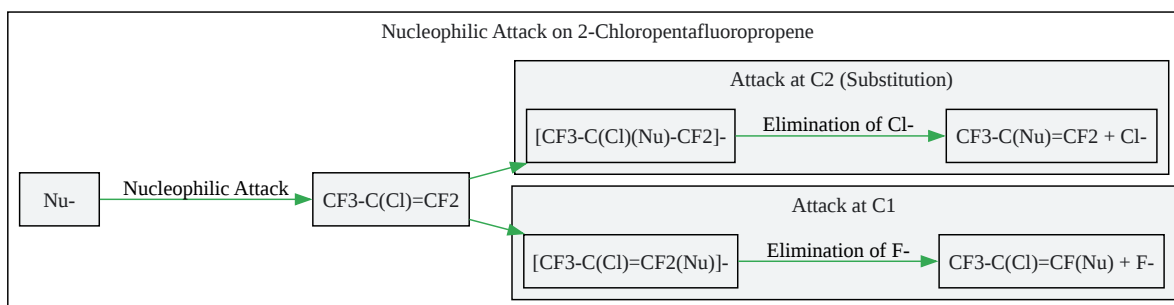 Nucleophilic Attack on 2-Chloropentafluoropropene
Attack at C2 (Substitution)
[CF3-C(Cl)(Nu)-CF2]-
Elimination of Cl-
CF3-C(Nu)=CF2 + Cl-
Nu-
Nucleophilic Attack
CF3-C(Cl)=CF2
Attack at C1
[CF3-C(Cl)=CF2(Nu)]-
Elimination of F-
CF3-C(Cl)=CF(Nu) + F-